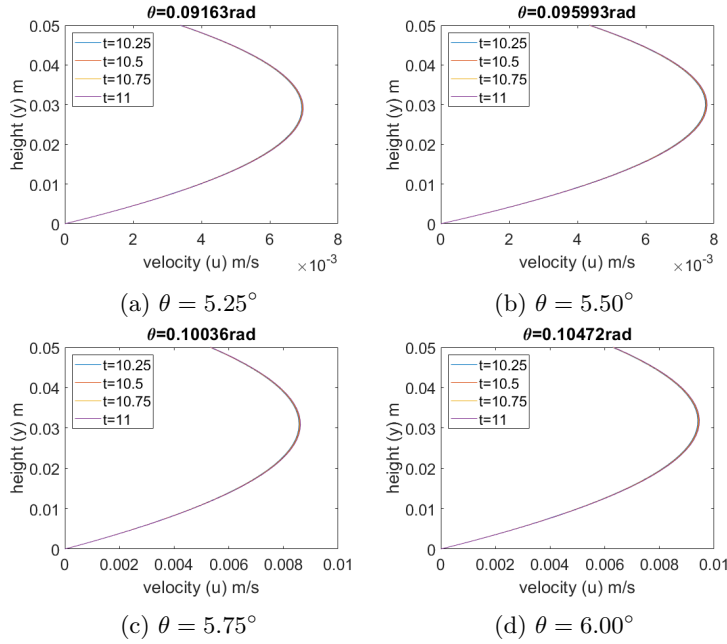 θ=0.09163rad
0.05
0.04
0.03
0.02
0.01
0
height (y) m
t=10.25
t=10.5
t=10.75
t=11
0 2 4 6 8
velocity (u) m/s ×10-3
(a) θ = 5.25°
θ=0.095993rad
0.05
0.04
0.03
0.02
0.01
0
height (y) m
t=10.25
t=10.5
t=10.75
t=11
0 2 4 6 8
velocity (u) m/s ×10-3
(b) θ = 5.50°
θ=0.10036rad
0.05
0.04
0.03
0.02
0.01
0
height (y) m
t=10.25
t=10.5
t=10.75
t=11
0 0.002 0.004 0.006 0.008 0.01
velocity (u) m/s
(c) θ = 5.75°
θ=0.10472rad
0.05
0.04
0.03
0.02
0.01
0
height (y) m
t=10.25
t=10.5
t=10.75
t=11
0 0.002 0.004 0.006 0.008 0.01
velocity (u) m/s
(d) θ = 6.00°